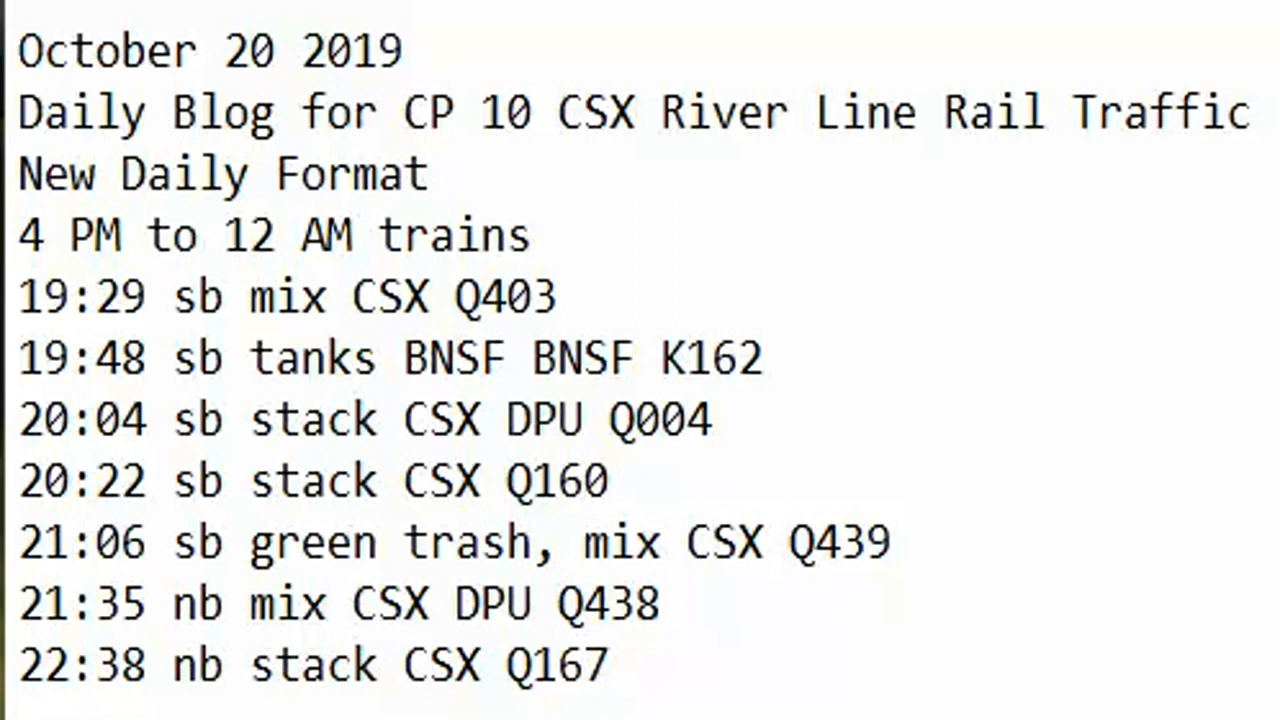 October 20 2019
Daily Blog for CP 10 CSX River Line Rail Traffic
New Daily Format
4 PM to 12 AM trains
19:29 sb mix CSX Q403
19:48 sb tanks BNSF BNSF K162
20:04 sb stack CSX DPU Q004
20:22 sb stack CSX Q160
21:06 sb green trash, mix CSX Q439
21:35 nb mix CSX DPU Q438
22:38 nb stack CSX Q167